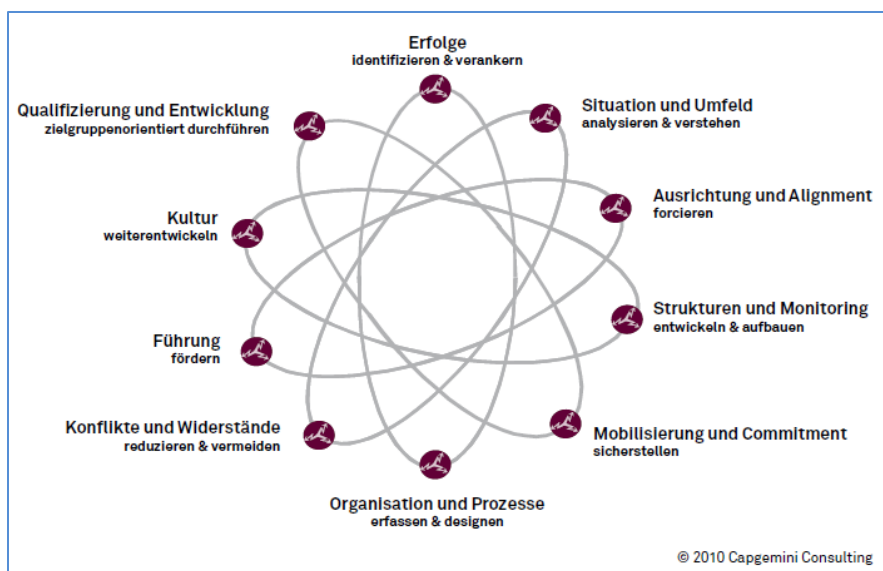 Erfolge
identifizieren & verankern
Situation und Umfeld
analysieren & verstehen
Ausrichtung und Alignment
forcieren
Strukturen und Monitoring
entwickeln & aufbauen
Mobilisierung und Commitment
sicherstellen
Organisation und Prozesse
erfassen & designen
Konflikte und Widerstände
reduzieren & vermeiden
Führung
fördern
Kultur
weiterentwickeln
Qualifizierung und Entwicklung
zielgruppenorientiert durchführen
© 2010 Capgemini Consulting